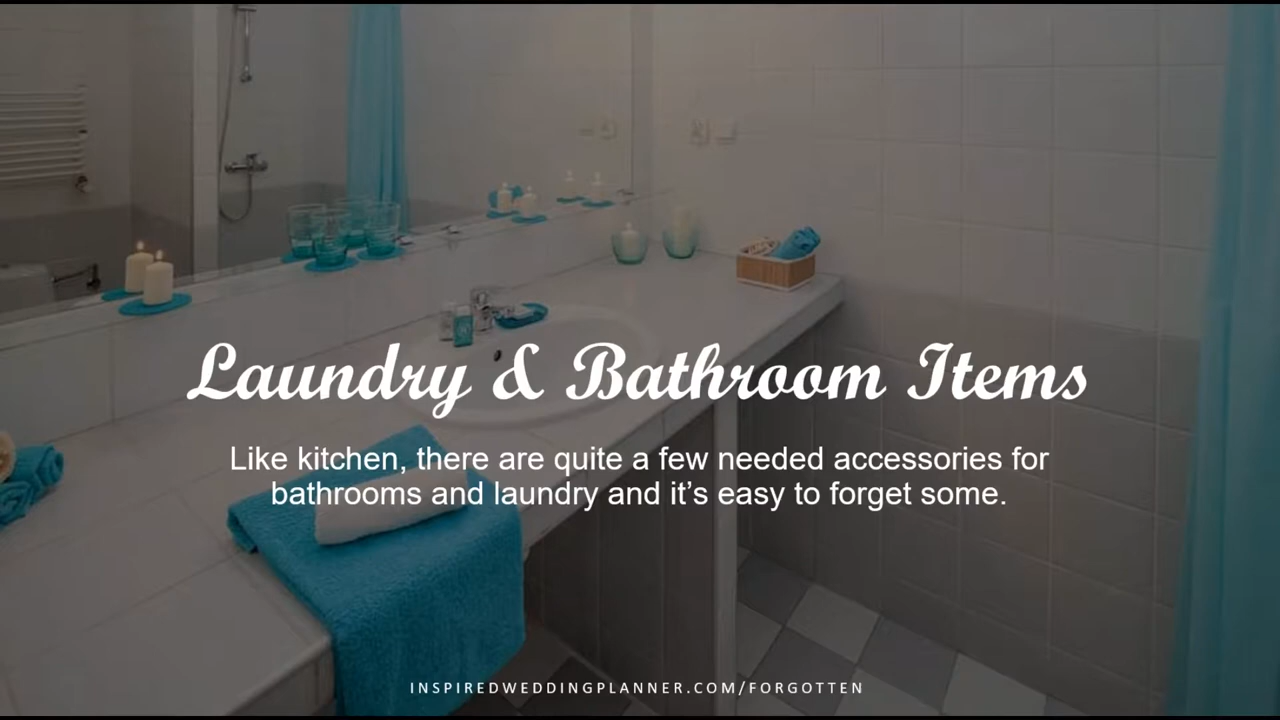 Laundry & Bathroom Items
Like kitchen, there are quite a few needed accessories for
bathrooms and laundry and it’s easy to forget some.
INSPIREDWEDDINGPLANNER.COM/FORGOTTEN